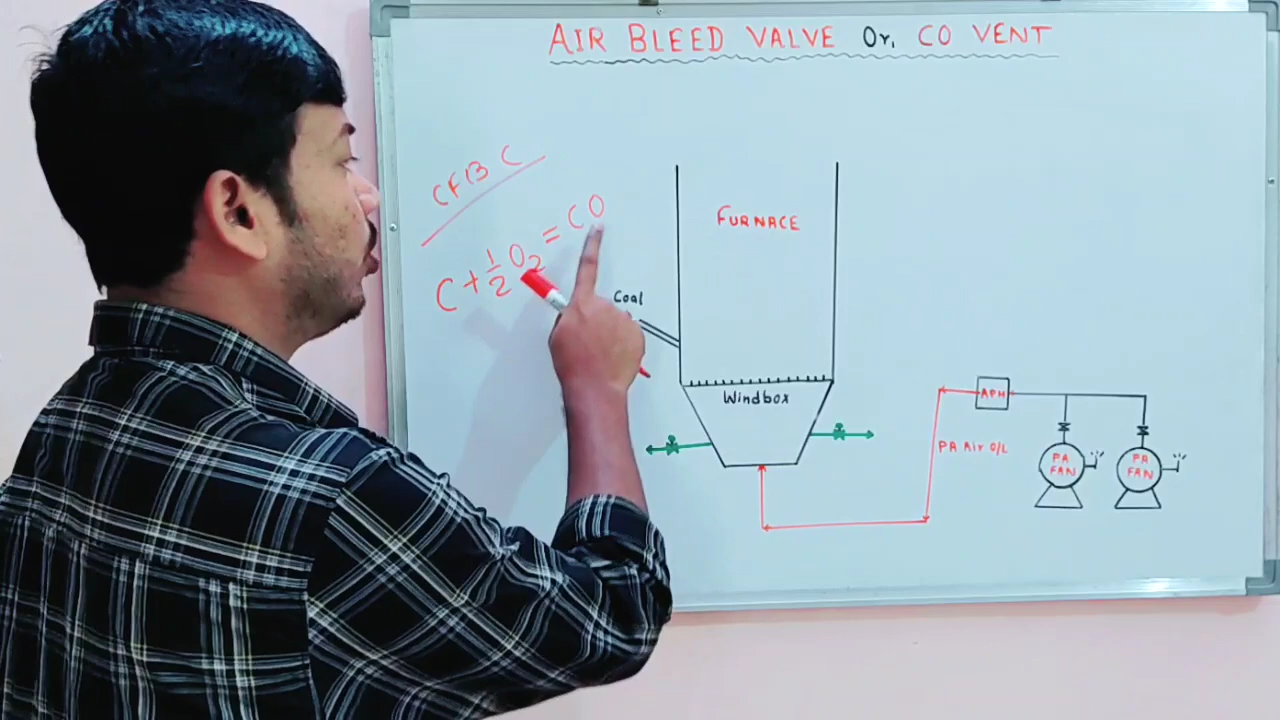 AIR BLEED VALVE Or, CO VENT
CFBC
C + 1/2 O2 = CO
FURNACE
Coal
Windbox
APH
PA Air O/L
PA FAN
PA FAN